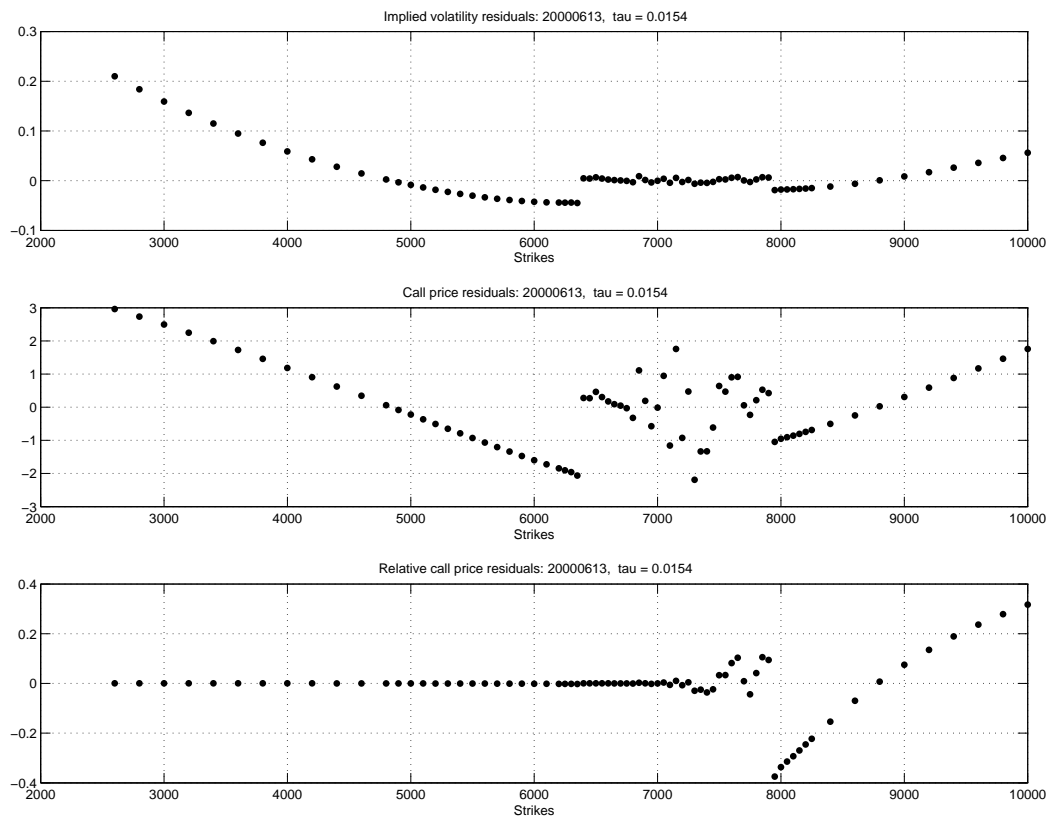 Implied volatility residuals: 20000613, tau = 0.0154
0.3
0.2
0.1
0
−0.1
2000 3000 4000 5000 6000 7000 8000 9000 10000
Strikes
Call price residuals: 20000613, tau = 0.0154
3
2
1
0
−1
−2
−3
2000 3000 4000 5000 6000 7000 8000 9000 10000
Strikes
Relative call price residuals: 20000613, tau = 0.0154
0.4
0.2
0
−0.2
−0.4
2000 3000 4000 5000 6000 7000 8000 9000 10000
Strikes